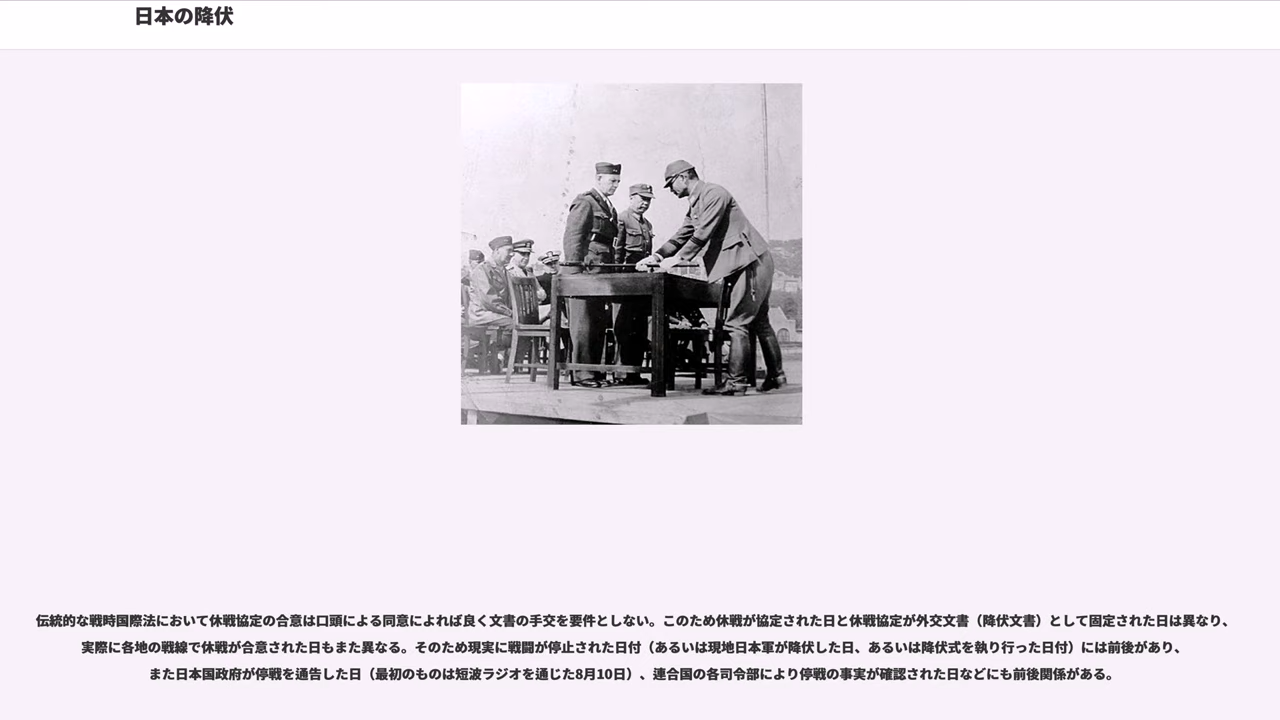 日本の降伏
伝統的な戦時国際法において休戦協定の合意は口頭による同意によれば良く文書の手交を要件としない。このため休戦が協定された日と休戦協定が外交文書（降伏文書）として固定された日は異なり、
実際に各地の戦線で休戦が合意された日もまた異なる。そのため現実に戦闘が停止された日付（あるいは現地日本軍が降伏した日、あるいは降伏式を執り行った日付）には前後があり、
また日本国政府が停戦を通告した日（最初のものは短波ラジオを通じた8月10日）、連合国の各司令部により停戦の事実が確認された日などにも前後関係がある。